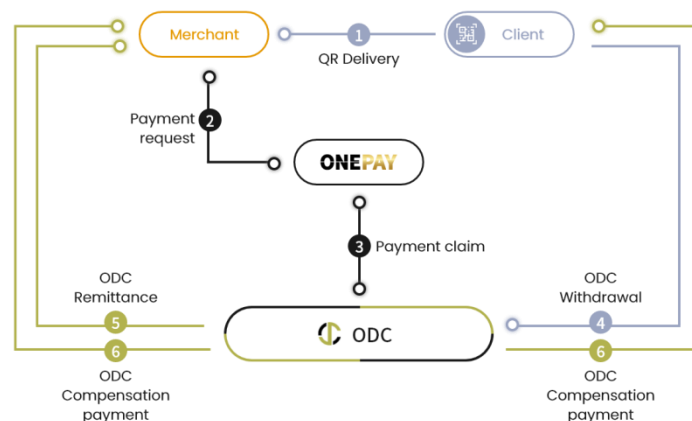 Merchant
1
Client
QR Delivery
Payment
request
2
ONEPAY
3
Payment claim
ODC
Remittance
ODC
Withdrawal
5
ODC
4
6
6
ODC
Compensation
payment
ODC
Compensation
payment